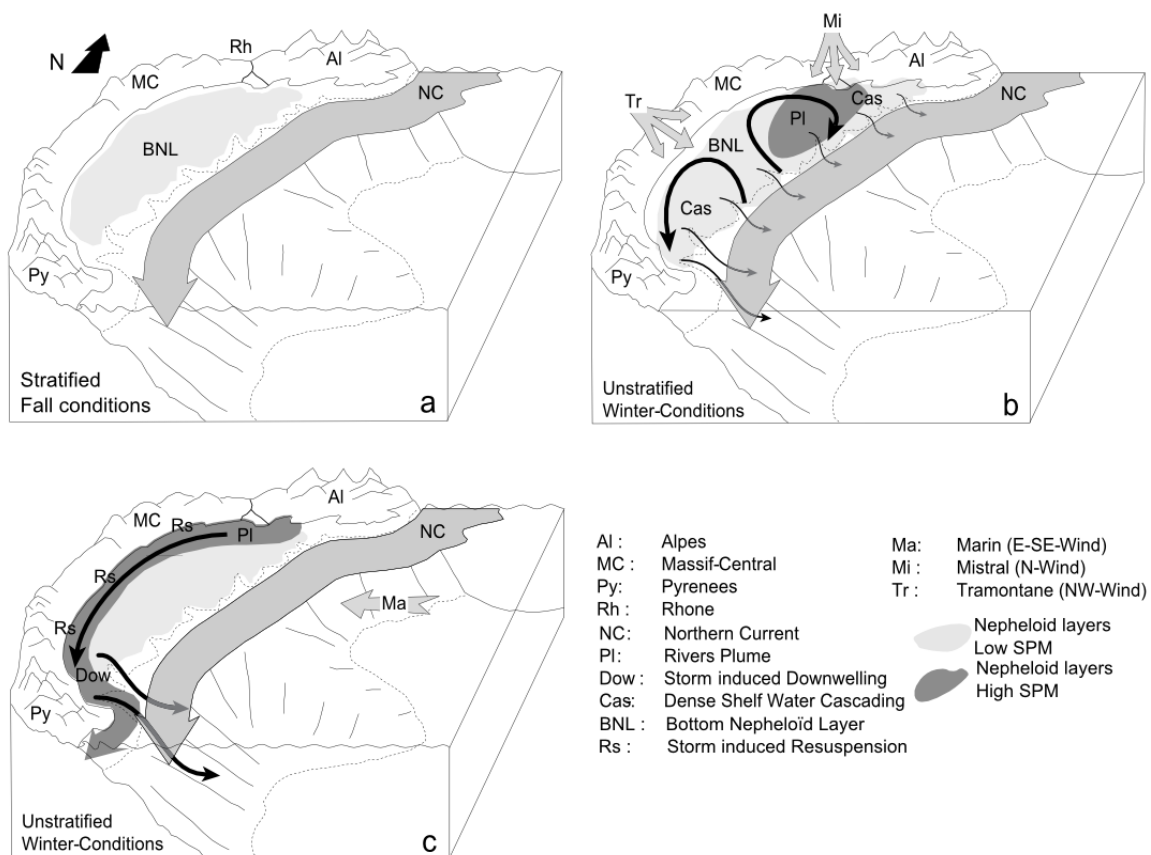 N
MC
Rh
Al
NC
BNL
Py
Stratified
Fall conditions
a
Mi
Al
MC
NC
Tr
Cas
Pl
BNL
Cas
Py
Unstratified
Winter-Conditions
b
Al
MC
Rs
Pl
NC
Rs
Ma
Rs
Dow
Py
Unstratified
Winter-Conditions
c
Al : Alpes
MC : Massif-Central
Py: Pyrenees
Rh : Rhone
NC: Northern Current
Pl: Rivers Plume
Dow : Storm induced Downwelling
Cas: Dense Shelf Water Cascading
BNL : Bottom Nepheloïd Layer
Rs : Storm induced Resuspension
Ma: Marin (E-SE-Wind)
Mi : Mistral (N-Wind)
Tr : Tramontane (NW-Wind)
Nepheloid layers
Low SPM
Nepheloid layers
High SPM